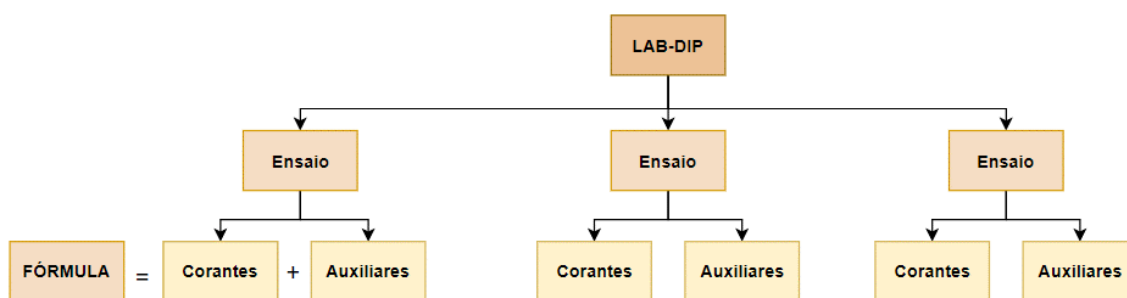 LAB-DIP
Ensaio Ensaio Ensaio
FÓRMULA = Corantes + Auxiliares Corantes Auxiliares Corantes Auxiliares